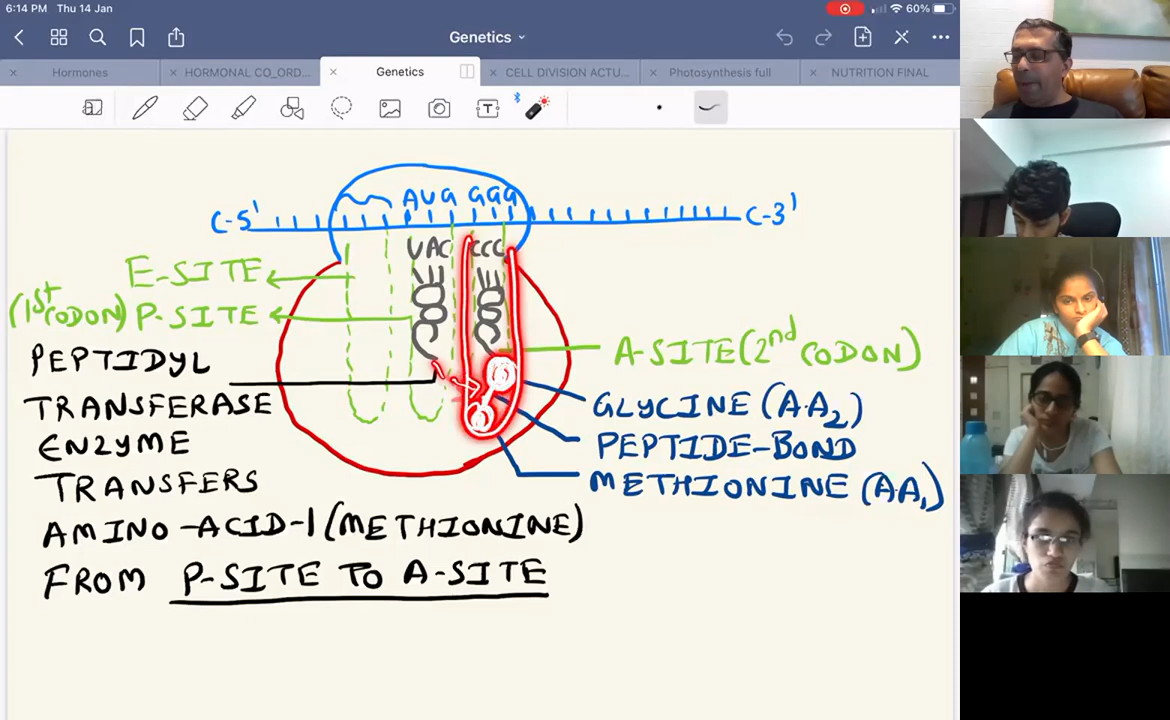 6:14 PM Thu 14 Jan
60%
Genetics
Hormones
HORMONAL CO_ORD...
Genetics
CELL DIVISION ACTU...
Photosynthesis full
NUTRITION FINAL
AUG GGG
C-5'
C-3'
UAC CCC
E-SITE
(1st CODON) P-SITE
A-SITE (2nd CODON)
PEPTIDYL
TRANSFERASE
ENZYME
TRANSFERS
AMINO-ACID-1 (METHIONINE)
FROM P-SITE TO A-SITE
GLYCINE (AA2)
PEPTIDE-BOND
METHIONINE (AA1)